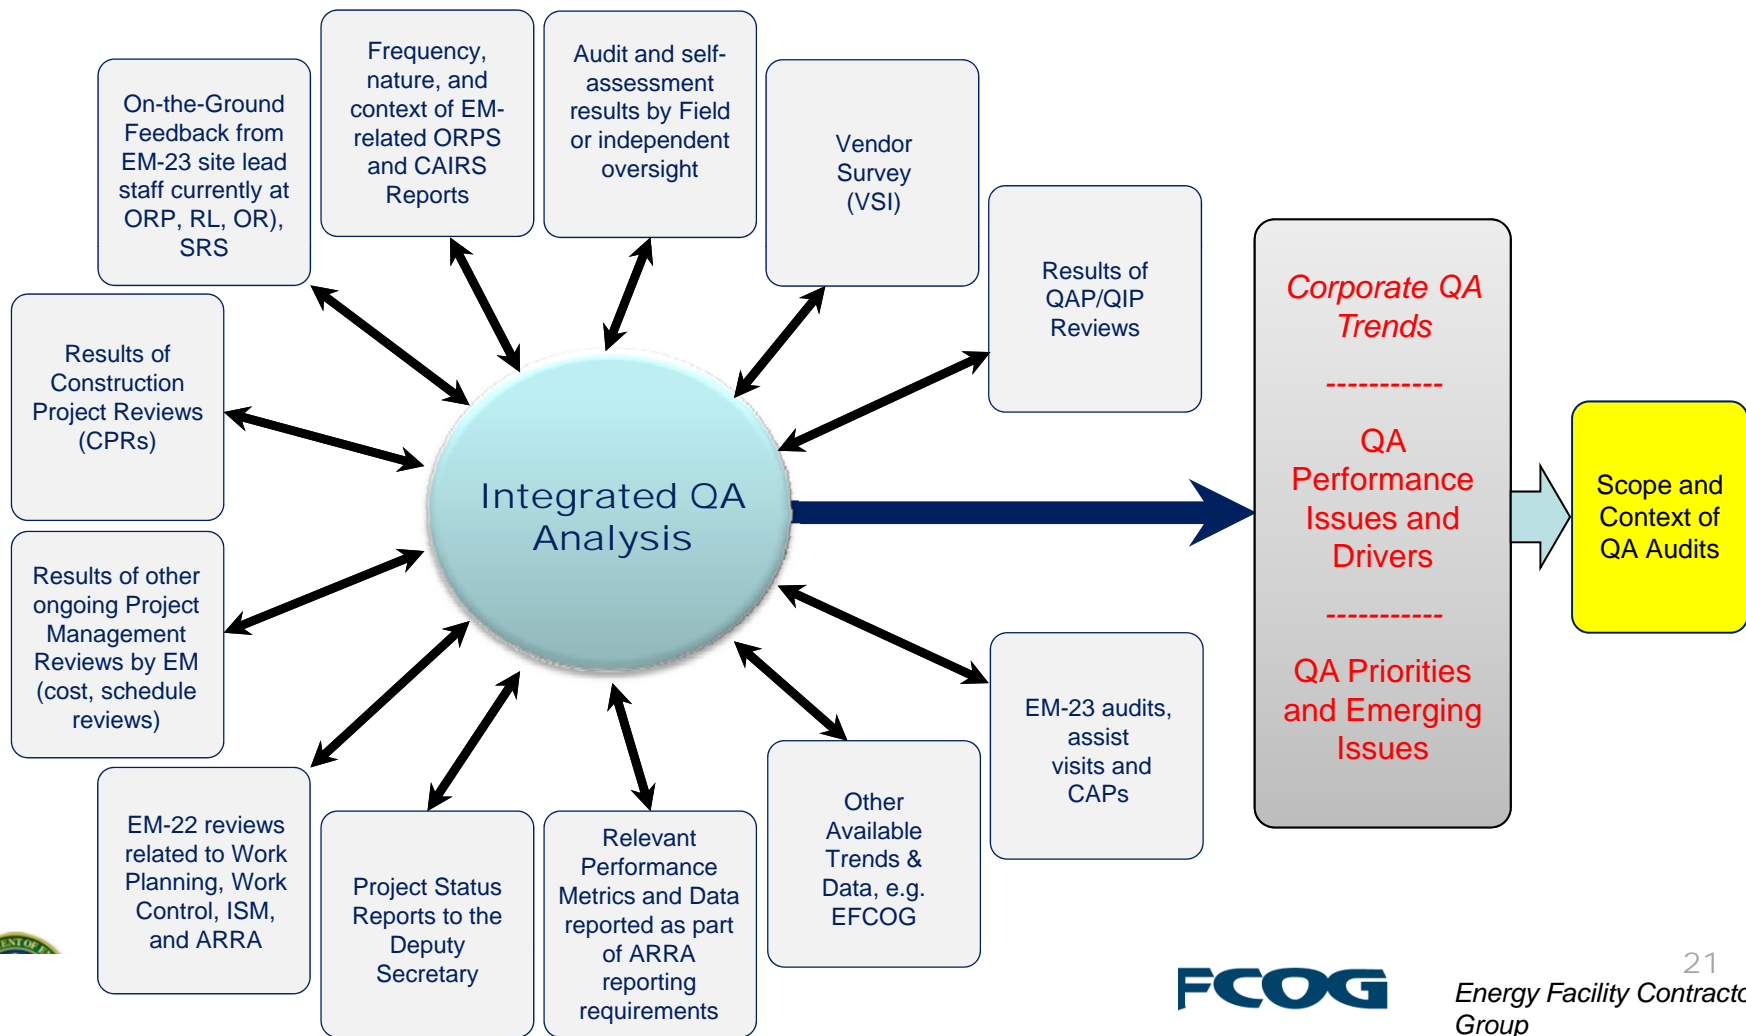 Frequency,
nature, and
context of EM-
related ORPS
and CAIRS
Reports
Audit and self-
assessment
results by Field
or independent
oversight
On-the-Ground
Feedback from
EM-23 site lead
staff currently at
ORP, RL, OR),
SRS
Vendor
Survey
(VSI)
Results of
QAP/QIP
Reviews
Results of
Construction
Project Reviews
(CPRs)
Integrated QA
Analysis
Corporate QA
Trends
-----------
QA
Performance
Issues and
Drivers
-----------
QA Priorities
and Emerging
Issues
Scope and
Context of
QA Audits
Results of other
ongoing Project
Management
Reviews by EM
(cost, schedule
reviews)
EM-22 reviews
related to Work
Planning, Work
Control, ISM,
and ARRA
Project Status
Reports to the
Deputy
Secretary
Relevant
Performance
Metrics and Data
reported as part
of ARRA
reporting
requirements
Other
Available
Trends &
Data, e.g.
EFCOG
EM-23 audits,
assist
visits and
CAPs
FCOG
21
Energy Facility Contracto
Group